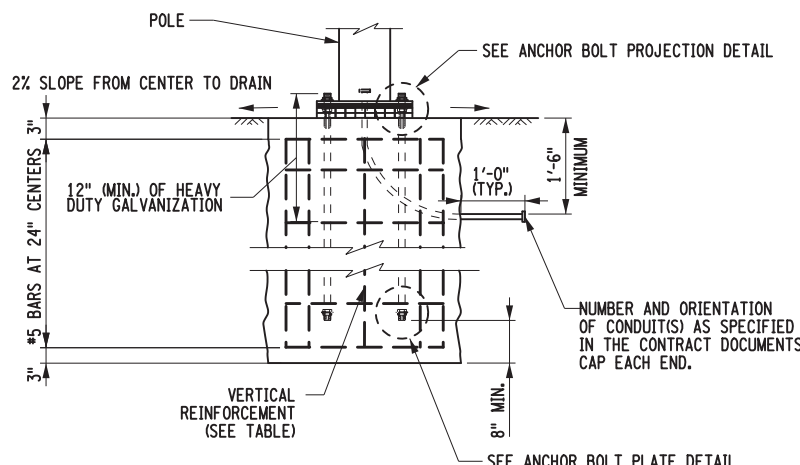 POLE
SEE ANCHOR BOLT PROJECTION DETAIL
2% SLOPE FROM CENTER TO DRAIN
3"
#5 BARS AT 24" CENTERS
3"
12" (MIN.) OF HEAVY
DUTY GALVANIZATION
1'-0"
(TYP.)
1'-6"
MINIMUM
NUMBER AND ORIENTATION
OF CONDUIT(S) AS SPECIFIED
IN THE CONTRACT DOCUMENTS
CAP EACH END.
VERTICAL
REINFORCEMENT
(SEE TABLE)
8" MIN.
SEE ANCHOR BOLT PLATE DETAIL